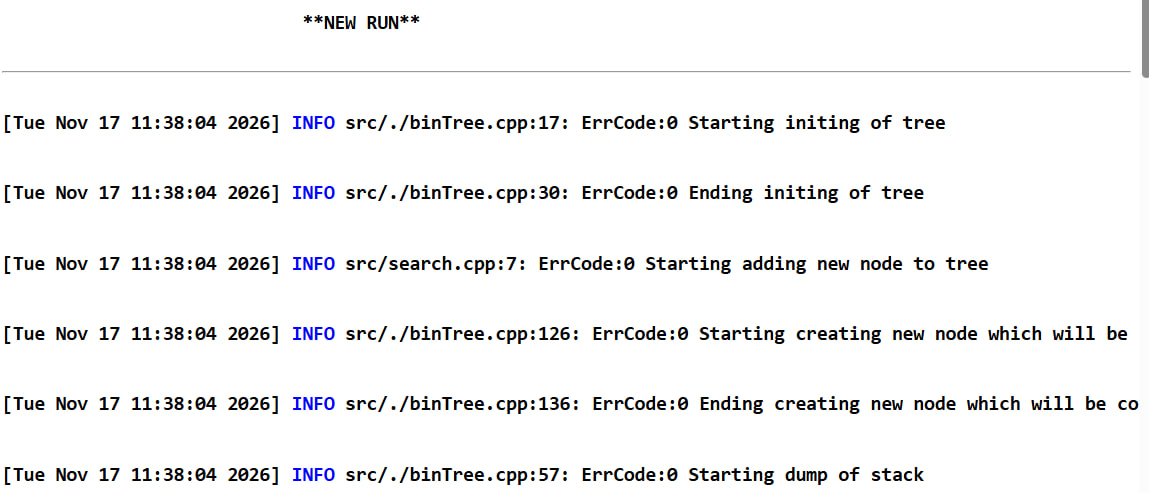 **NEW RUN**
[Tue Nov 17 11:38:04 2026] INFO src/./binTree.cpp:17: ErrCode:0 Starting initing of tree
[Tue Nov 17 11:38:04 2026] INFO src/./binTree.cpp:30: ErrCode:0 Ending initing of tree
[Tue Nov 17 11:38:04 2026] INFO src/search.cpp:7: ErrCode:0 Starting adding new node to tree
[Tue Nov 17 11:38:04 2026] INFO src/./binTree.cpp:126: ErrCode:0 Starting creating new node which will be
[Tue Nov 17 11:38:04 2026] INFO src/./binTree.cpp:136: ErrCode:0 Ending creating new node which will be co
[Tue Nov 17 11:38:04 2026] INFO src/./binTree.cpp:57: ErrCode:0 Starting dump of stack